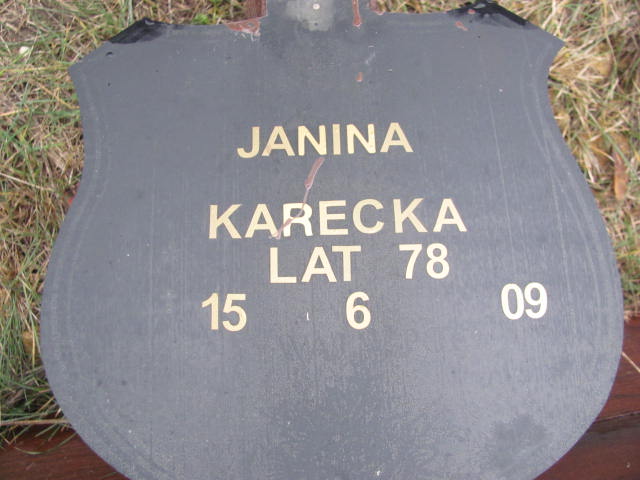 JANINA
KARECKA
LAT 78
15 6 09